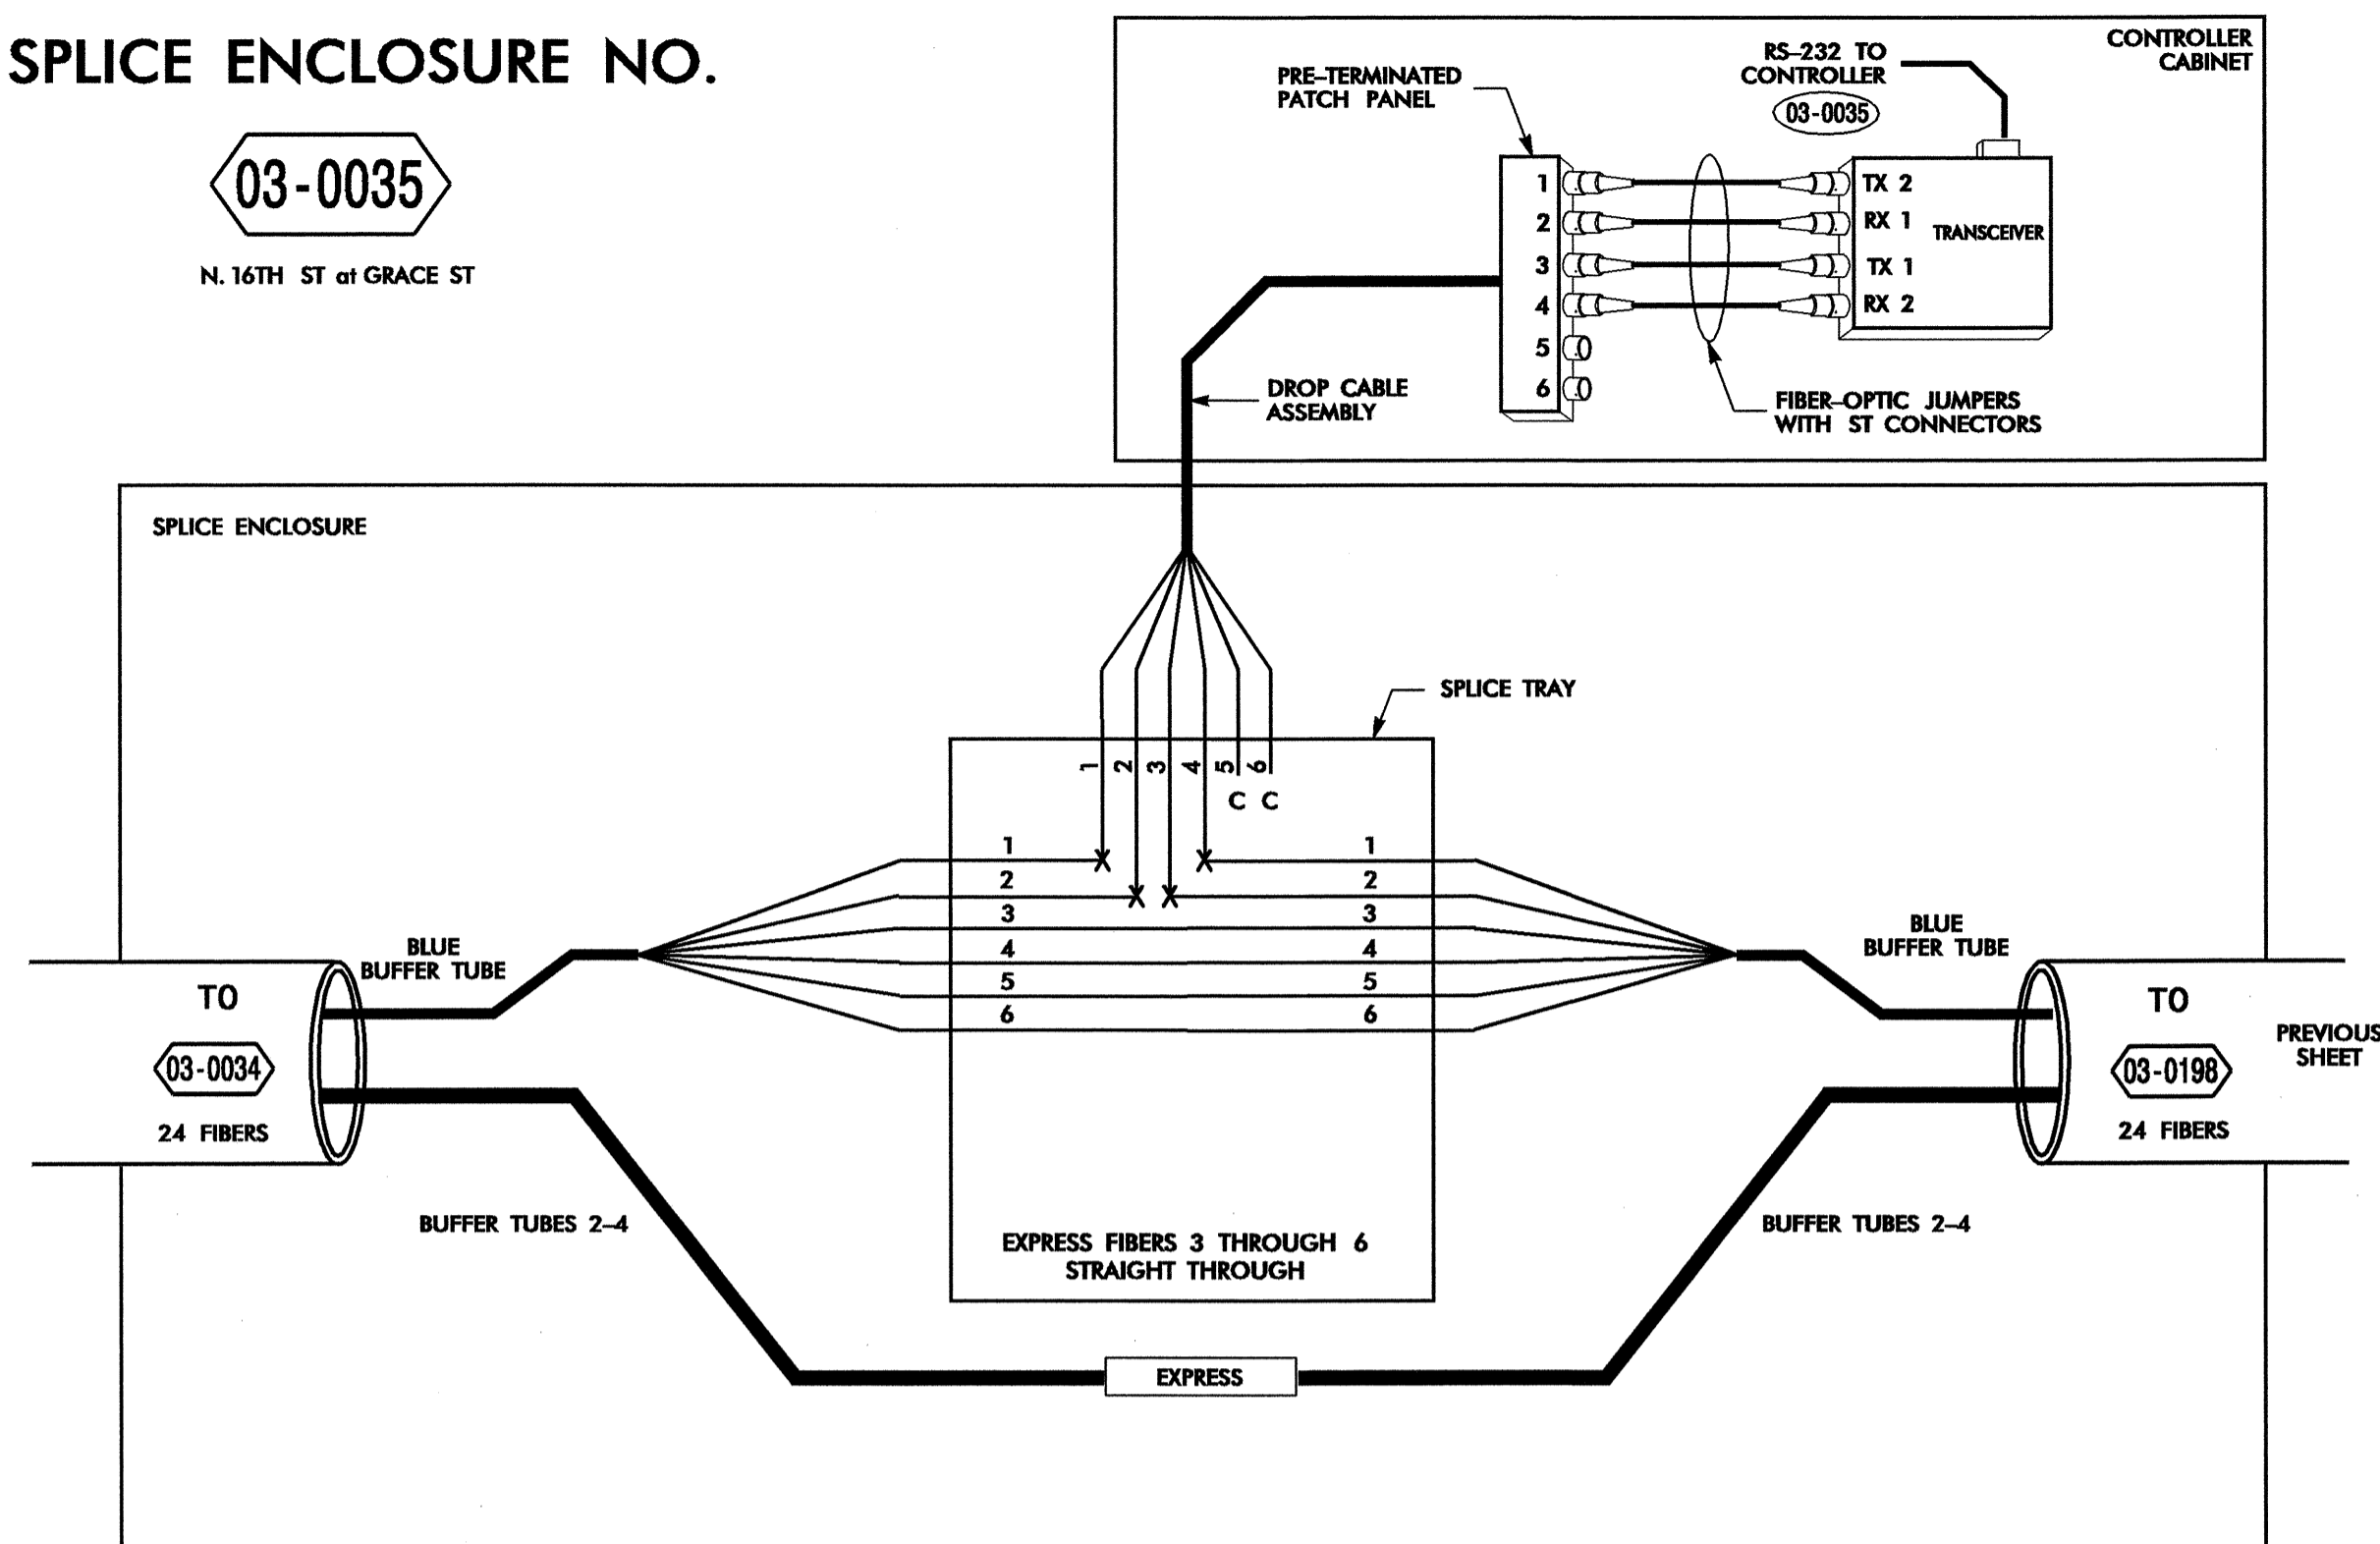 SPLICE ENCLOSURE NO.
03-0035
N. 16TH ST at GRACE ST
CONTROLLER
CABINET
RS-232 TO
CONTROLLER
03-0035
PRE-TERMINATED
PATCH PANEL
1
2
3
4
5
6
TX 2
RX 1
TX 1
RX 2
TRANSCEIVER
DROP CABLE
ASSEMBLY
FIBER-OPTIC JUMPERS
WITH ST CONNECTORS
SPLICE ENCLOSURE
SPLICE TRAY
1 2 3 4 5 6
C C
1
2
3
4
5
6
1
2
3
4
5
6
BLUE
BUFFER TUBE
BLUE
BUFFER TUBE
TO
03-0034
24 FIBERS
TO
03-0198
24 FIBERS
PREVIOUS
SHEET
BUFFER TUBES 2-4
BUFFER TUBES 2-4
EXPRESS FIBERS 3 THROUGH 6
STRAIGHT THROUGH
EXPRESS